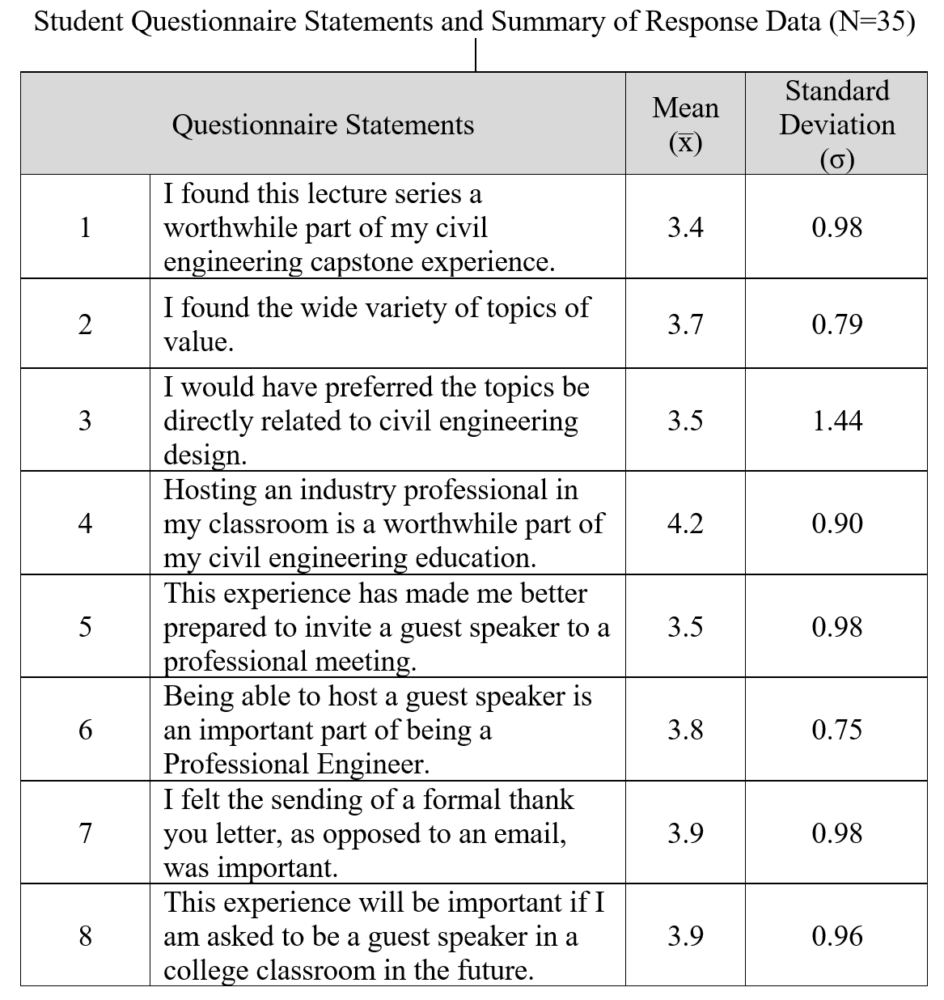 Student Questionnaire Statements and Summary of Response Data (N=35)
Questionnaire Statements
Mean
(x̅)
Standard
Deviation
(σ)
1
I found this lecture series a
worthwhile part of my civil
engineering capstone experience.
3.4
0.98
2
I found the wide variety of topics of
value.
3.7
0.79
3
I would have preferred the topics be
directly related to civil engineering
design.
3.5
1.44
4
Hosting an industry professional in
my classroom is a worthwhile part of
my civil engineering education.
4.2
0.90
5
This experience has made me better
prepared to invite a guest speaker to a
professional meeting.
3.5
0.98
6
Being able to host a guest speaker is
an important part of being a
Professional Engineer.
3.8
0.75
7
I felt the sending of a formal thank
you letter, as opposed to an email,
was important.
3.9
0.98
8
This experience will be important if I
am asked to be a guest speaker in a
college classroom in the future.
3.9
0.96